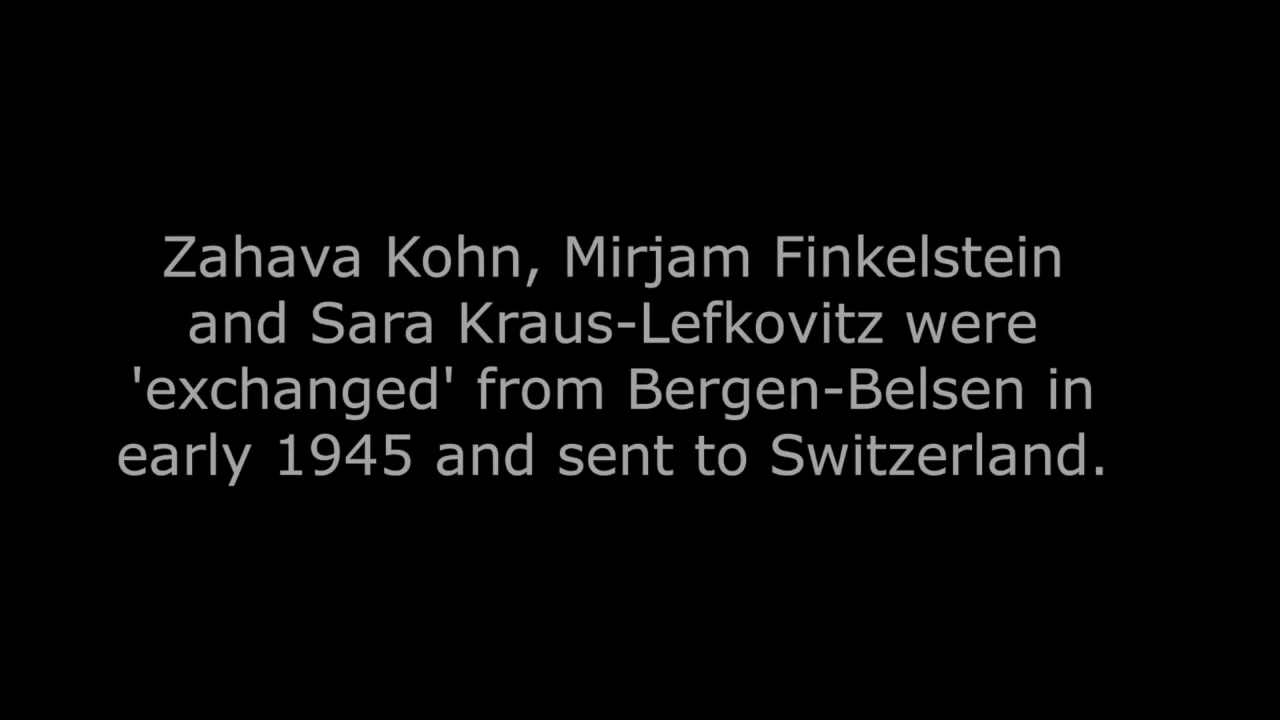 Zahava Kohn, Mirjam Finkelstein
and Sara Kraus-Lefkovitz were
'exchanged' from Bergen-Belsen in
early 1945 and sent to Switzerland.